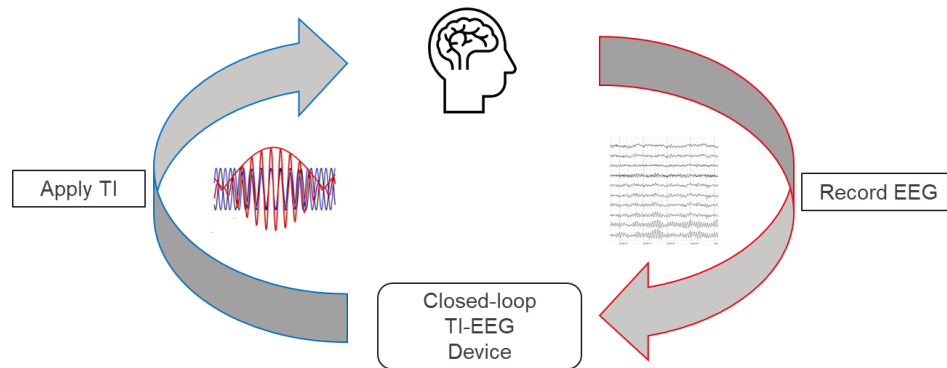 Apply TI
Record EEG
Closed-loop
TI-EEG
Device